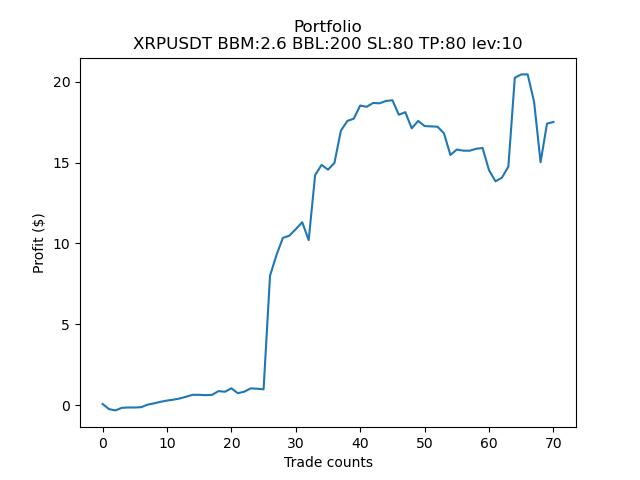 Portfolio
XRPUSDT BBM:2.6 BBL:200 SL:80 TP:80 lev:10
20
15
10
5
0
Profit ($)
0 10 20 30 40 50 60 70
Trade counts